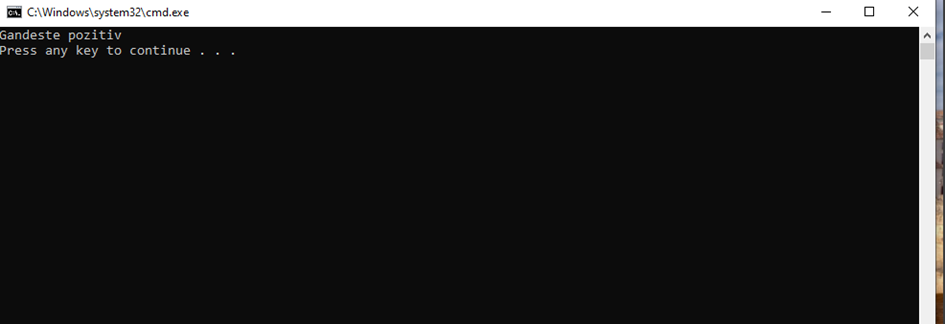 C:\Windows\system32\cmd.exe
Gandeste pozitiv
Press any key to continue . . .